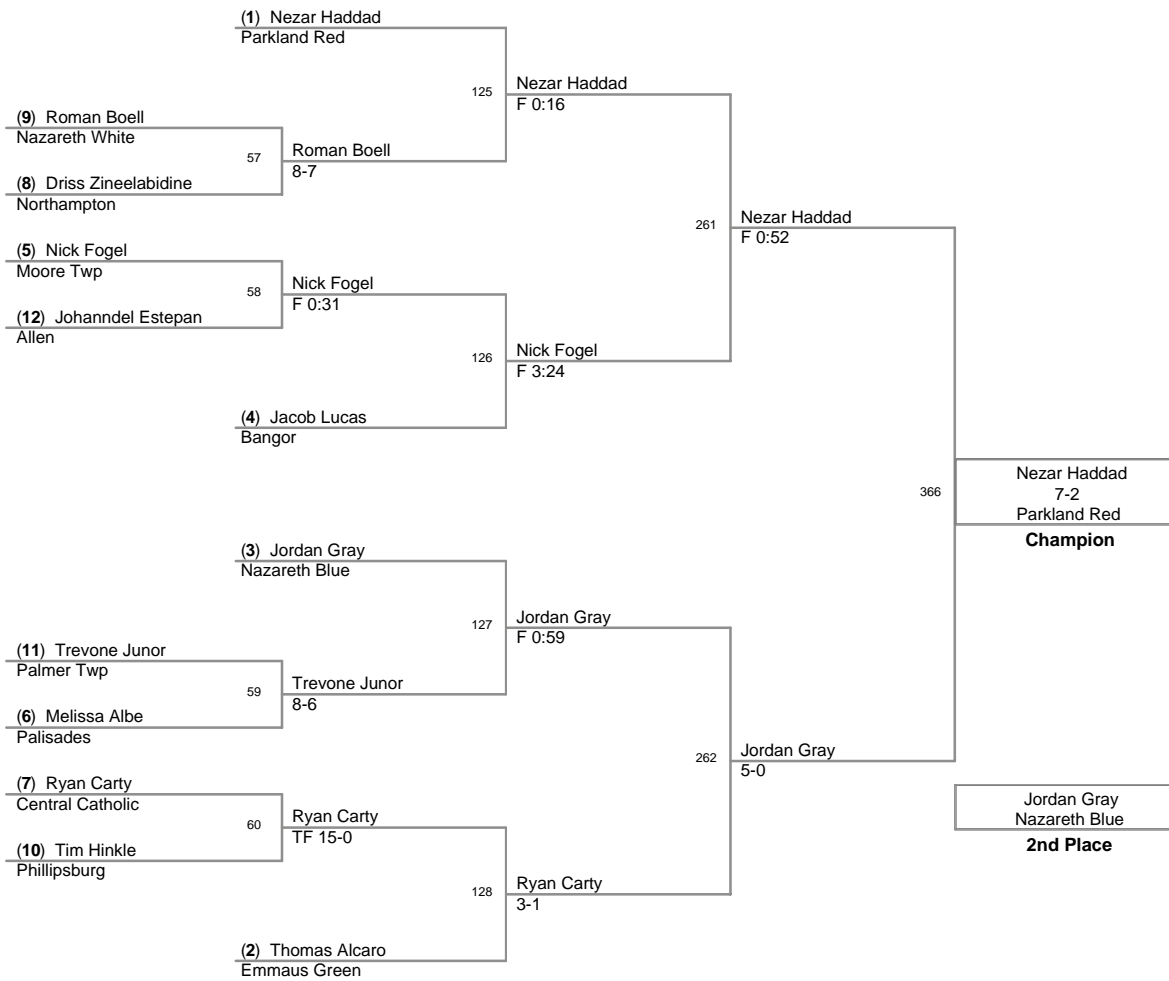 (1) Nezar Haddad
Parkland Red
125
Nezar Haddad
F 0:16
(9) Roman Boell
Nazareth White
57
Roman Boell
8-7
(8) Driss Zineelabidine
Northampton
261
Nezar Haddad
F 0:52
(5) Nick Fogel
Moore Twp
58
Nick Fogel
F 0:31
(12) Johanndel Estepan
Allen
126
Nick Fogel
F 3:24
(4) Jacob Lucas
Bangor
366
Nezar Haddad
7-2
Parkland Red
Champion
(3) Jordan Gray
Nazareth Blue
127
Jordan Gray
F 0:59
(11) Trevone Junor
Palmer Twp
59
Trevone Junor
8-6
(6) Melissa Albe
Palisades
262
Jordan Gray
5-0
(7) Ryan Carty
Central Catholic
60
Ryan Carty
TF 15-0
(10) Tim Hinkle
Phillipsburg
128
Ryan Carty
3-1
(2) Thomas Alcaro
Emmaus Green
Jordan Gray
Nazareth Blue
2nd Place